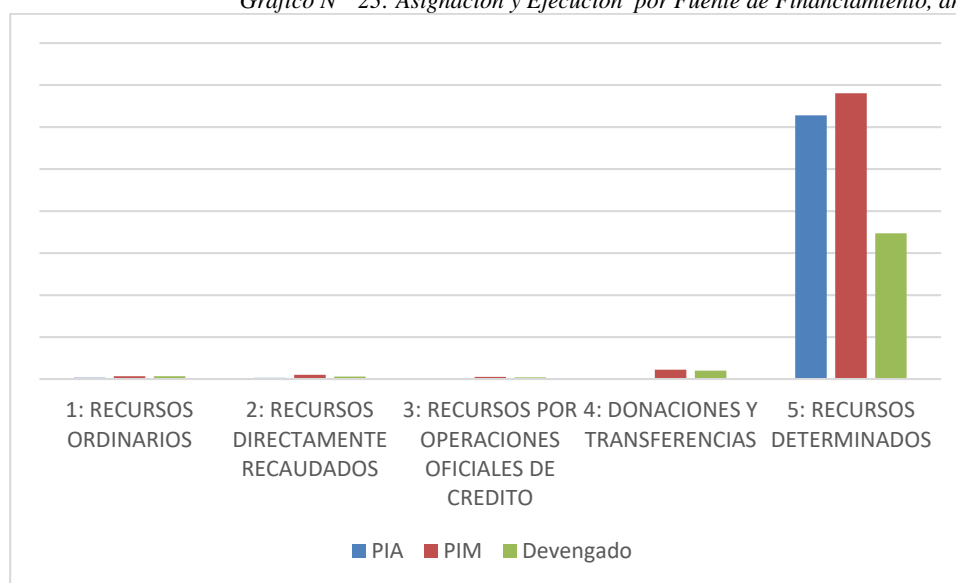 Gráfico N° 25: Asignación y Ejecución por Fuente de Financiamiento,
1: RECURSOS
ORDINARIOS
2: RECURSOS
DIRECTAMENTE
RECAUDADOS
3: RECURSOS POR
OPERACIONES
OFICIALES DE
CREDITO
4: DONACIONES Y
TRANSFERENCIAS
5: RECURSOS
DETERMINADOS
PIA PIM Devengado